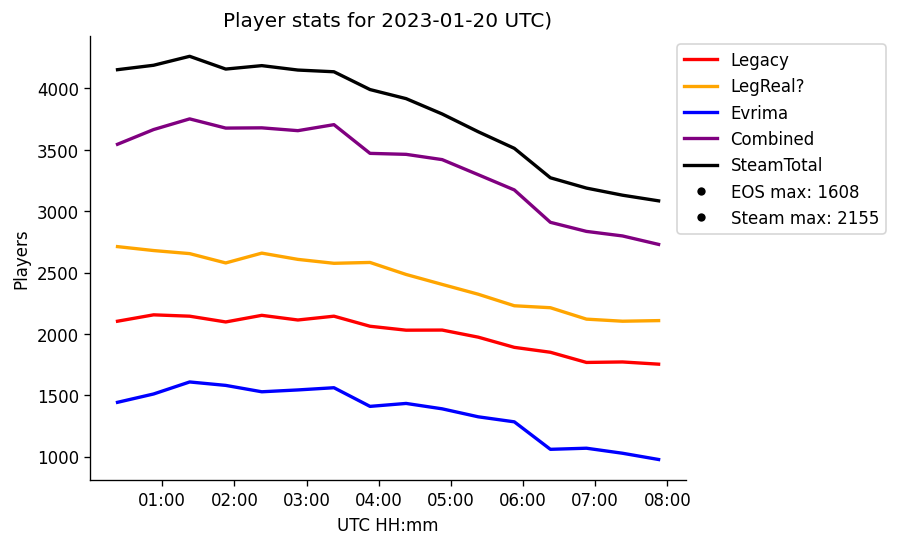 Player stats for 2023-01-20 UTC)
Players
4000
3500
3000
2500
2000
1500
1000
01:00 02:00 03:00 04:00 05:00 06:00 07:00 08:00
UTC HH:mm
Legacy
LegReal?
Evrima
Combined
SteamTotal
EOS max: 1608
Steam max: 2155